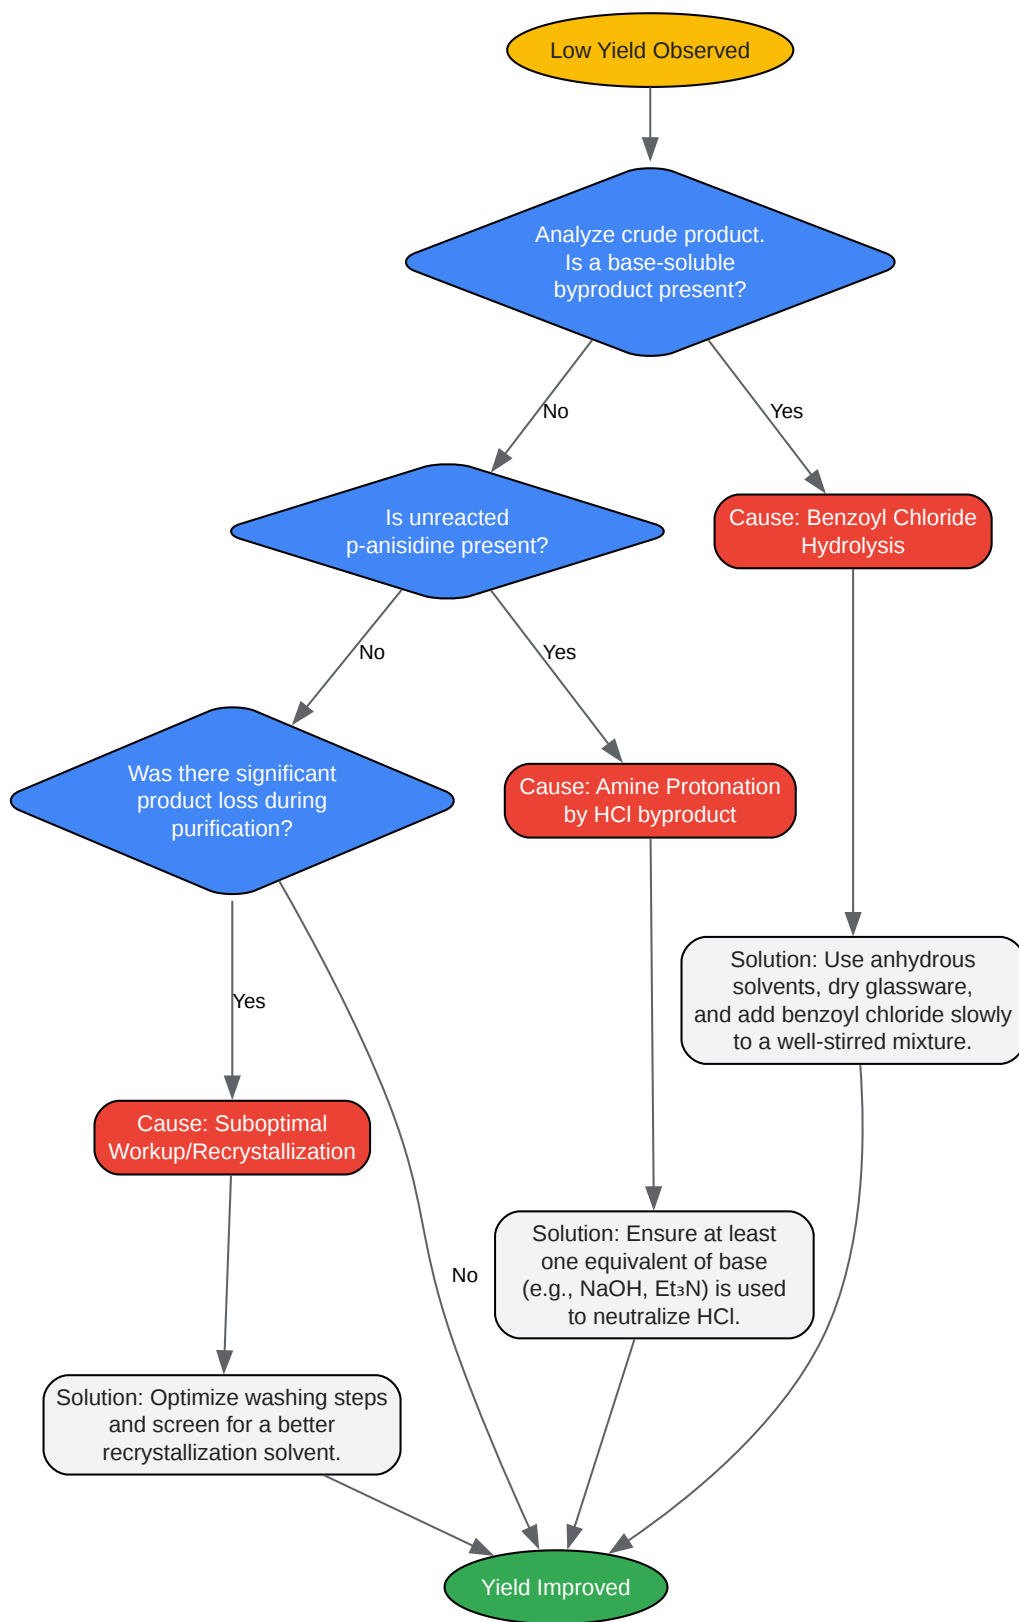 Low Yield Observed
Analyze crude product.
Is a base-soluble
byproduct present?
No
Yes
Is unreacted
p-anisidine present?
Cause: Benzoyl Chloride
Hydrolysis
No
Yes
Was there significant
product loss during
purification?
Cause: Amine Protonation
by HCl byproduct
Solution: Use anhydrous
solvents, dry glassware,
and add benzoyl chloride slowly
to a well-stirred mixture.
Yes
Cause: Suboptimal
Workup/Recrystallization
No
Solution: Ensure at least
one equivalent of base
(e.g., NaOH, Et₃N) is used
to neutralize HCl.
Solution: Optimize washing steps
and screen for a better
recrystallization solvent.
Yield Improved